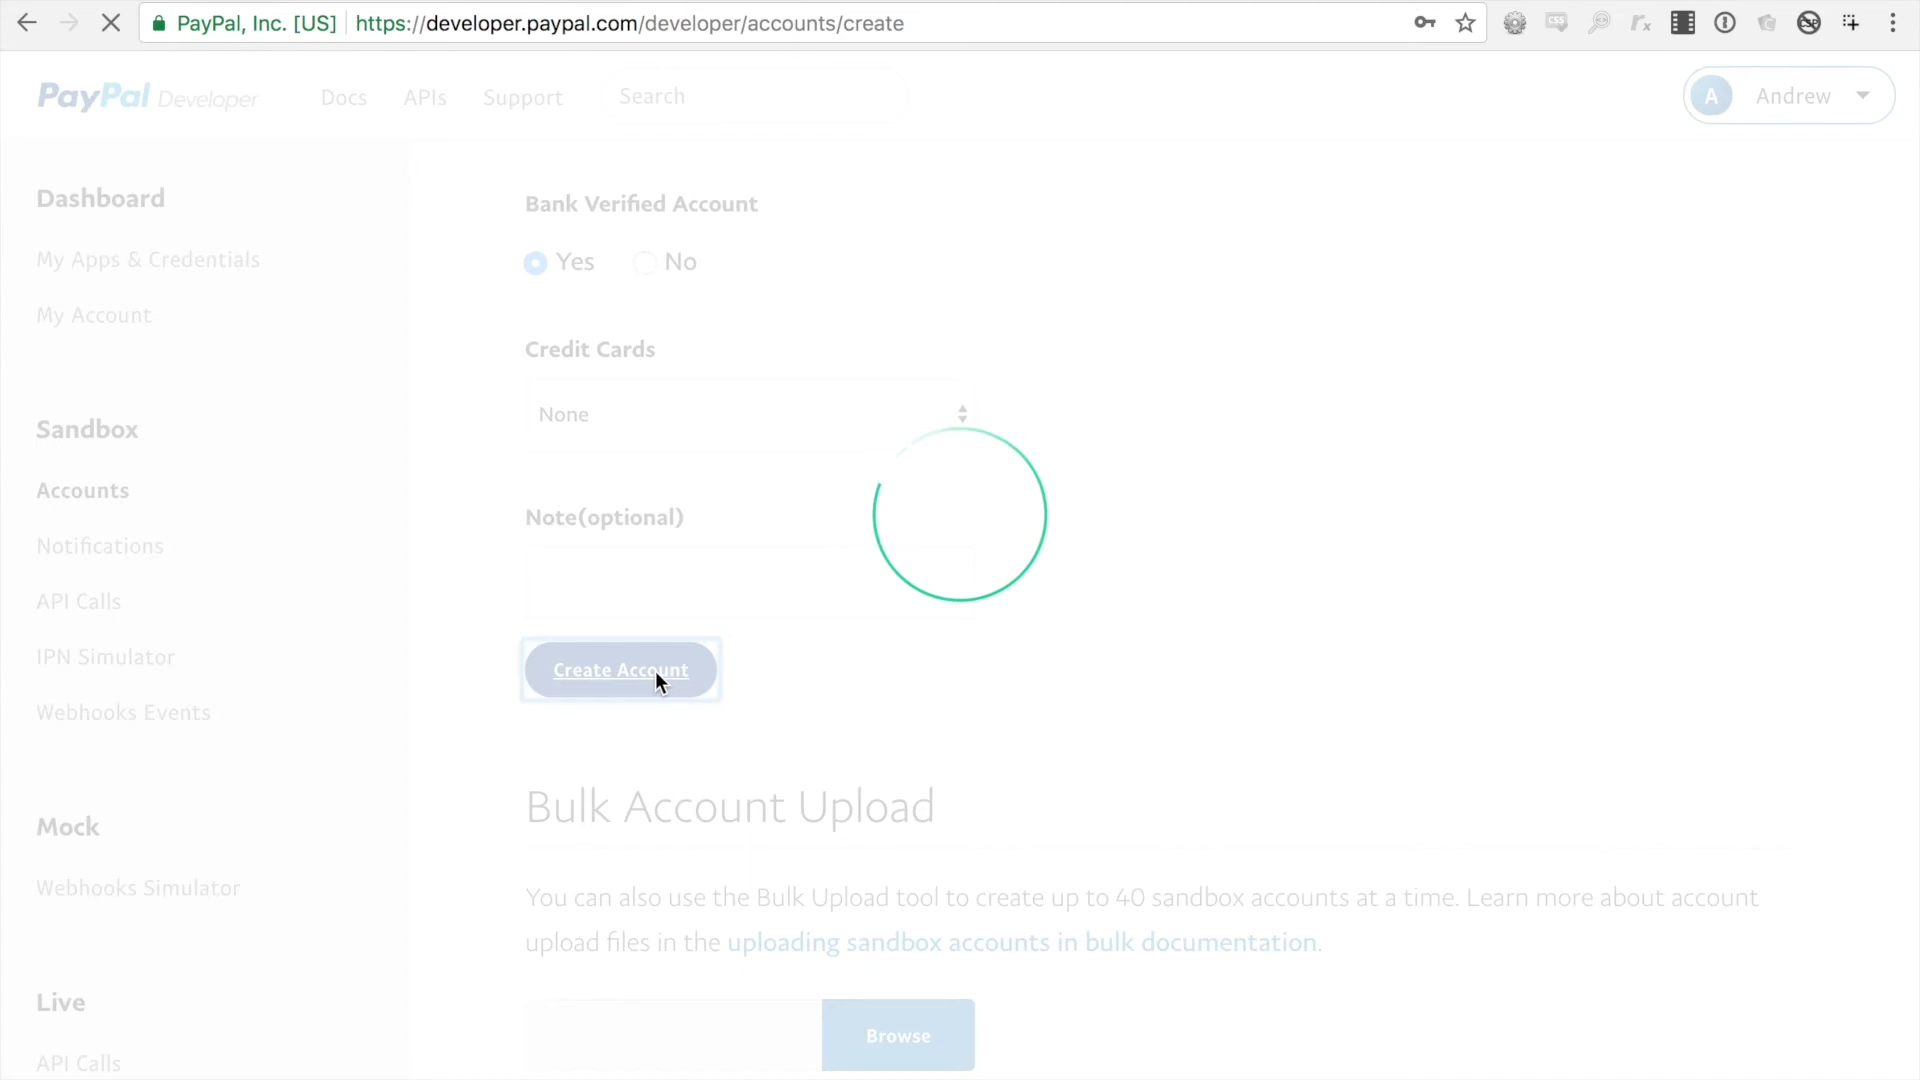 PayPal, Inc. [US] https://developer.paypal.com/developer/accounts/create
PayPal Developer
Docs
APIs
Support
Search
A
Andrew
Dashboard
My Apps & Credentials
My Account
Sandbox
Accounts
Notifications
API Calls
IPN Simulator
Webhooks Events
Mock
Webhooks Simulator
Live
API Calls
Bank Verified Account
Yes
No
Credit Cards
None
Note(optional)
Create Account
Bulk Account Upload
You can also use the Bulk Upload tool to create up to 40 sandbox accounts at a time. Learn more about account
upload files in the uploading sandbox accounts in bulk documentation.
Browse